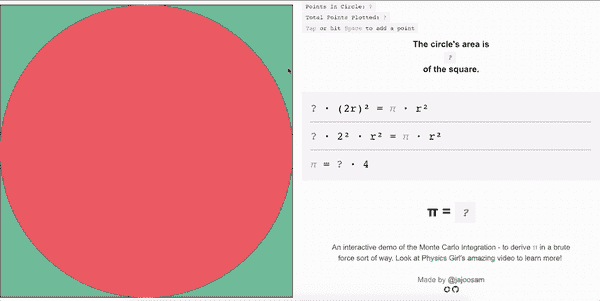 Points In Circle: ?
Total Points Plotted: ?
Tap or hit Space to add a point
The circle's area is
?
of the square.
? · (2r)² = π · r²
? · 2² · r² = π · r²
π = ? · 4
π = ?
An interactive demo of the Monte Carlo integration - to derive π in a brute
force sort of way. Look at Physics Girl's amazing video to learn more!
Made by @jajoosam